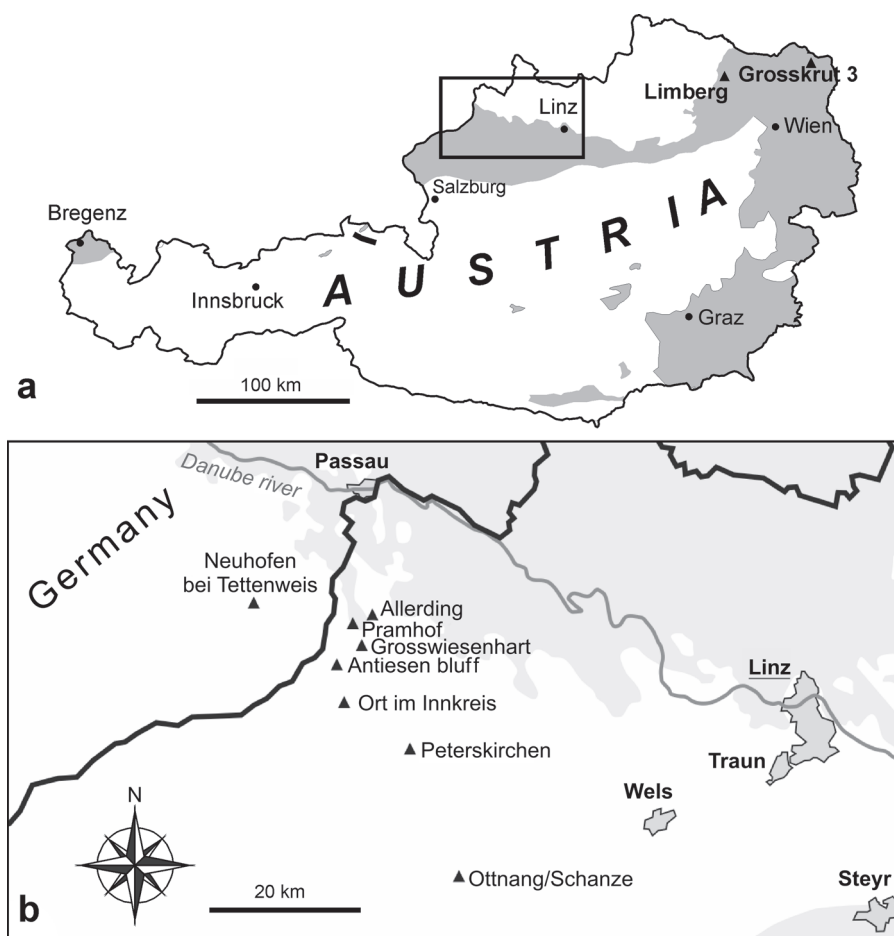 Limberg
Grosskrut 3
Linz
Wien
Salzburg
Bregenz
AUSTRIA
Innsbruck
Graz
a
100 km
Passau
Danube river
Germany
Neuhofen
bei Tettenweis
Allerding
Pramhof
Grosswiesenhart
Antiesen bluff
Linz
Ort im Innkreis
Peterskirchen
Traun
Wels
N
Ottnang/Schanze
Steyr
20 km
b